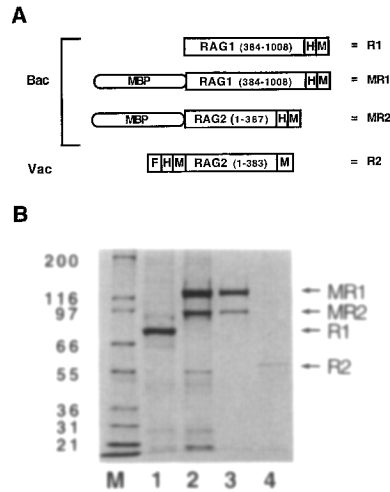 A
Bac
RAG1 (384-1008) H M = R1
MBP RAG1 (384-1008) H M = MR1
MBP RAG2 (1-387) H M = MR2
Vac F H M RAG2 (1-383) M = R2
B
200
116
97
66
55
36
31
21
MR1
MR2
R1
R2
M 1 2 3 4